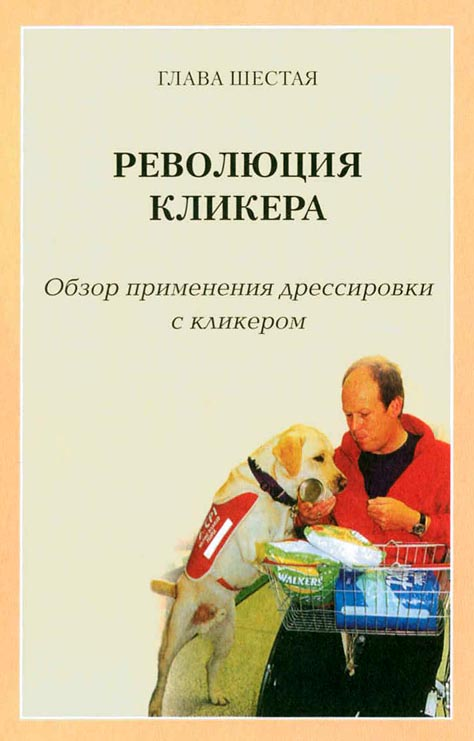 ГЛАВА ШЕСТАЯ
РЕВОЛЮЦИЯ
КЛИКЕРА
Обзор применения дрессировки
с кликером
WALKERS